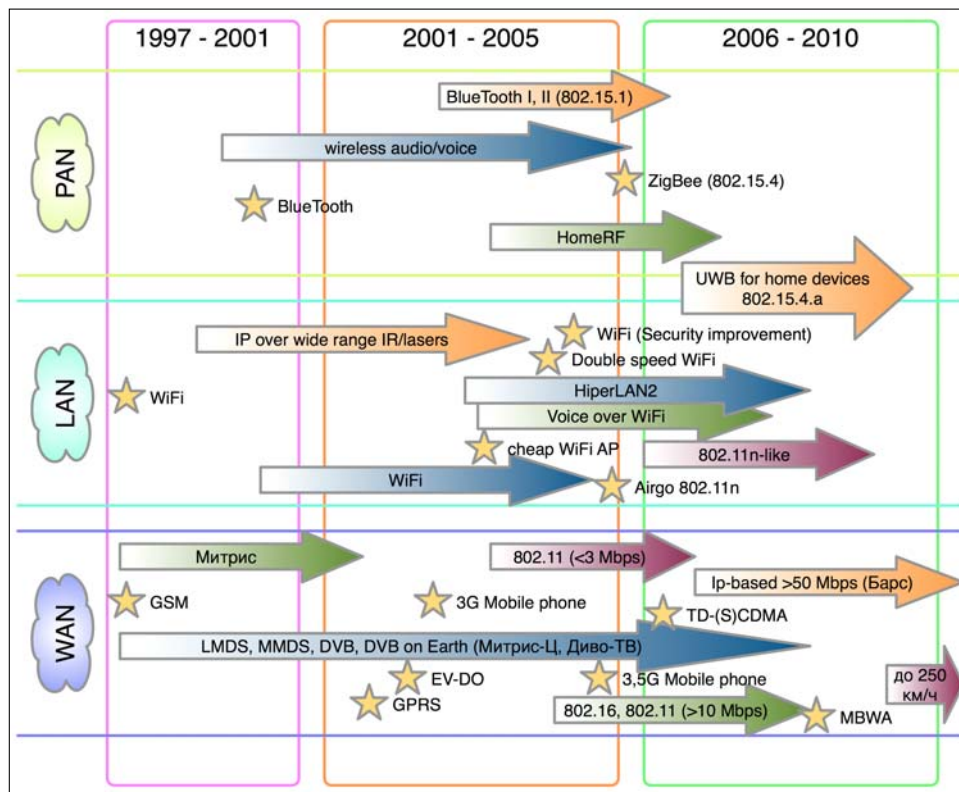 1997 - 2001
2001 - 2005
2006 - 2010
PAN
BlueTooth I, II (802.15.1)
wireless audio/voice
ZigBee (802.15.4)
BlueTooth
HomeRF
UWB for home devices
802.15.4.a
LAN
WiFi (Security improvement)
IP over wide range IR/lasers
Double speed WiFi
HiperLAN2
WiFi
Voice over WiFi
cheap WiFi AP
802.11n-like
WiFi
Airgo 802.11n
WAN
Митрис
802.11 (<3 Mbps)
Ip-based >50 Mbps (Барс)
GSM
3G Mobile phone
TD-(S)CDMA
LMDS, MMDS, DVB, DVB on Earth (Митрис-Ц, Диво-ТВ)
EV-DO
3,5G Mobile phone
до 250
км/ч
GPRS
802.16, 802.11 (>10 Mbps)
MBWA